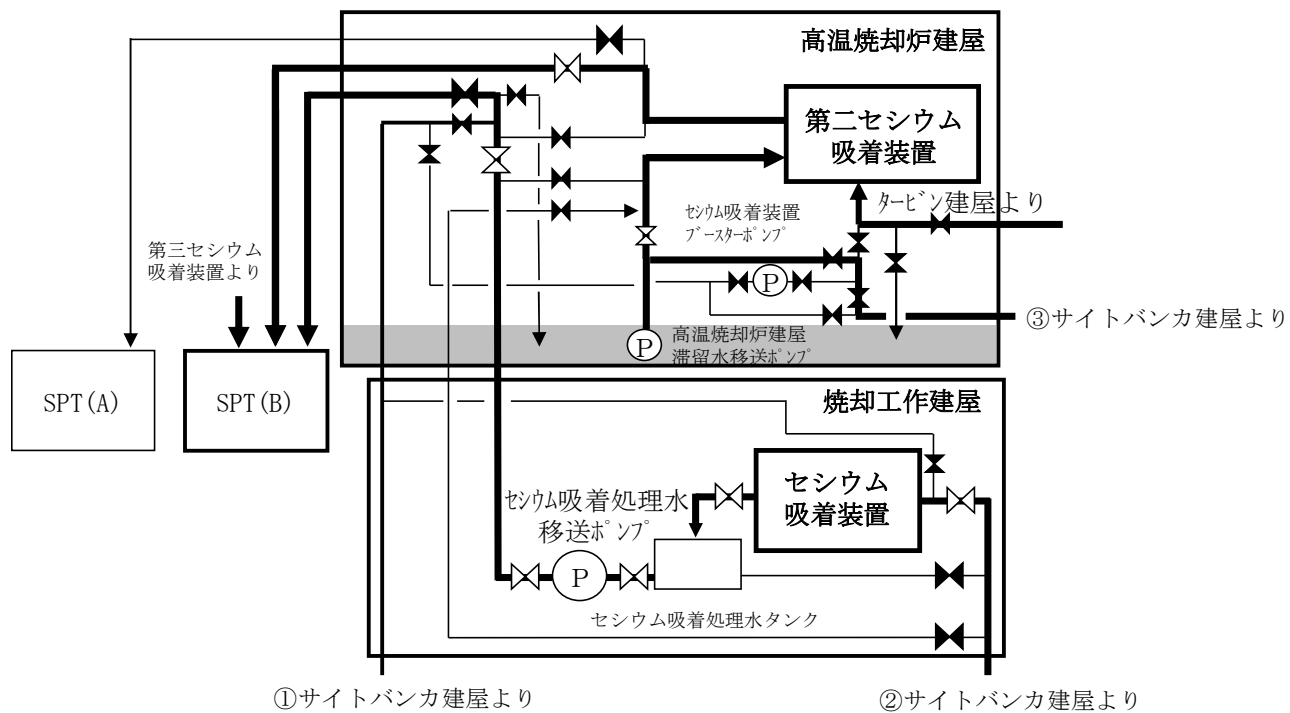 高温焼却炉建屋
第二セシウム
吸着装置
タービン建屋より
セシウム吸着装置
ブースターポンプ
第三セシウム
吸着装置より
P
③サイトバンカ建屋より
高温焼却炉建屋
滞留水移送ポンプ
P
SPT(A)
SPT(B)
焼却工作建屋
セシウム
吸着装置
セシウム吸着処理水
移送ポンプ
P
セシウム吸着処理水タンク
①サイトバンカ建屋より
②サイトバンカ建屋より